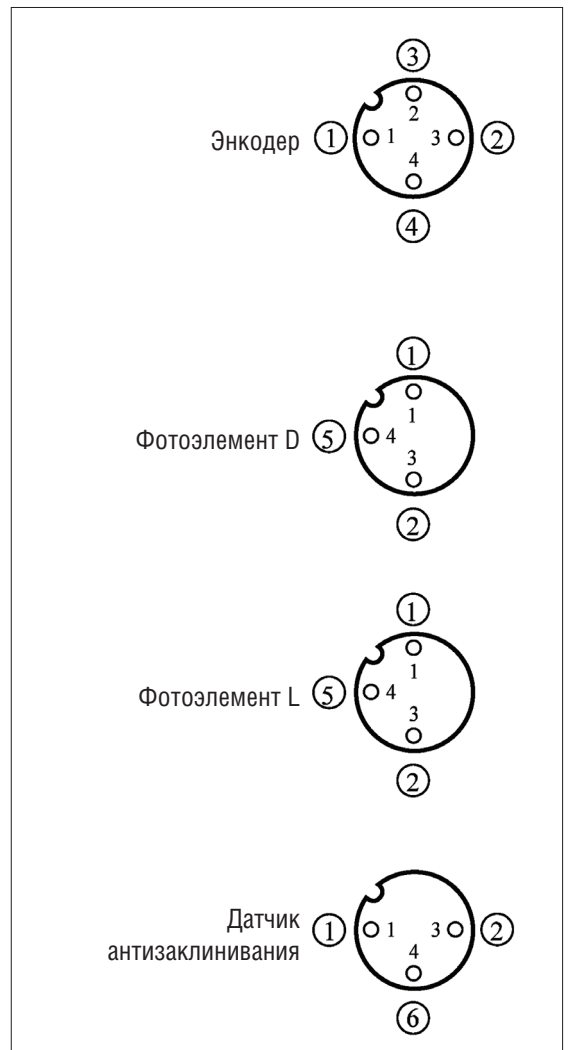 ③
2
Энкодер ① 1 3 ②
4
④
①
1
Фотоэлемент D ⑤ 4
3
②
①
1
Фотоэлемент L ⑤ 4
3
②
Датчик
антизаклинивания ① 1 3 ②
4
⑥